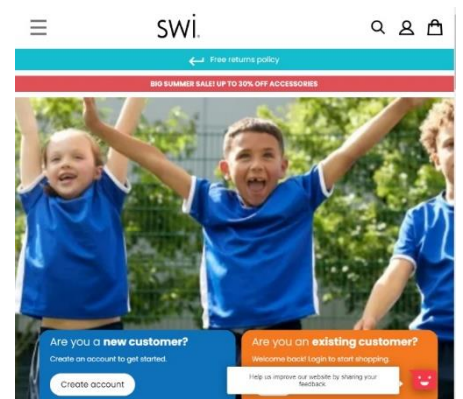 swi.
Free returns policy
BIG SUMMER SALE! UP TO 30% OFF ACCESSORIES
Are you a new customer?
Create an account to get started.
Create account
Are you an existing customer?
Welcome back! Login to start shopping.
Help us improve our website by sharing your
feedback